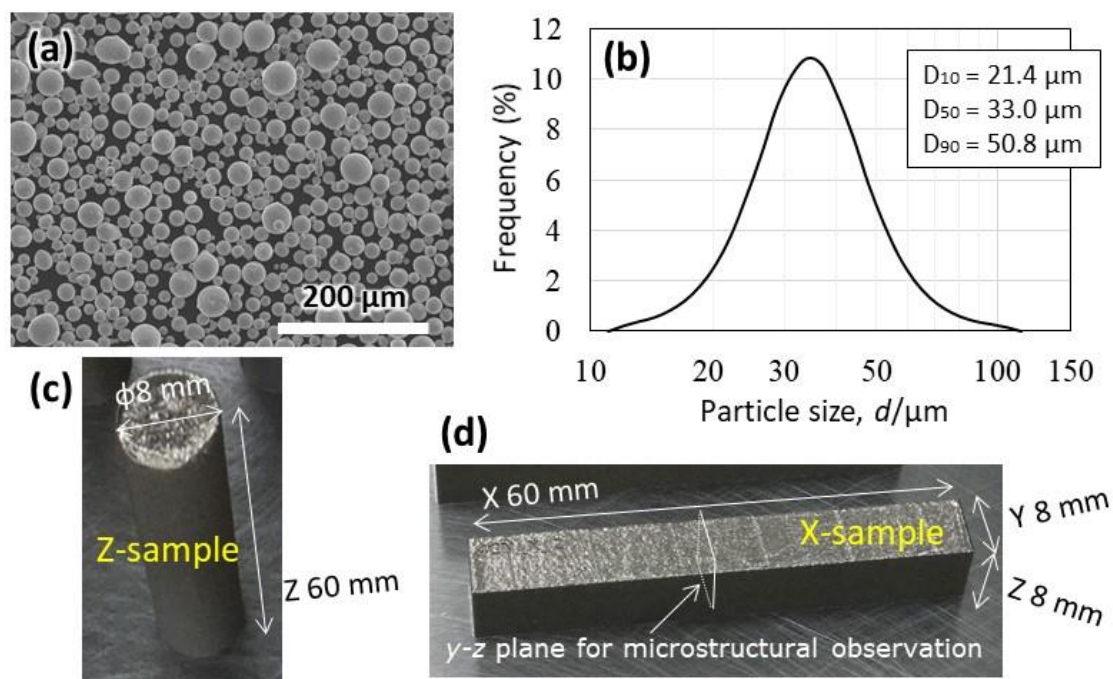 (a)
200 μm
(b)
Frequency (%)
12
10
8
6
4
2
0
10
20
30
50
100
150
Particle size, d/μm
D10 = 21.4 μm
D50 = 33.0 μm
D90 = 50.8 μm
(c)
ϕ8 mm
Z-sample
Z 60 mm
(d)
X 60 mm
X-sample
Y 8 mm
Z 8 mm
y-z plane for microstructural observation